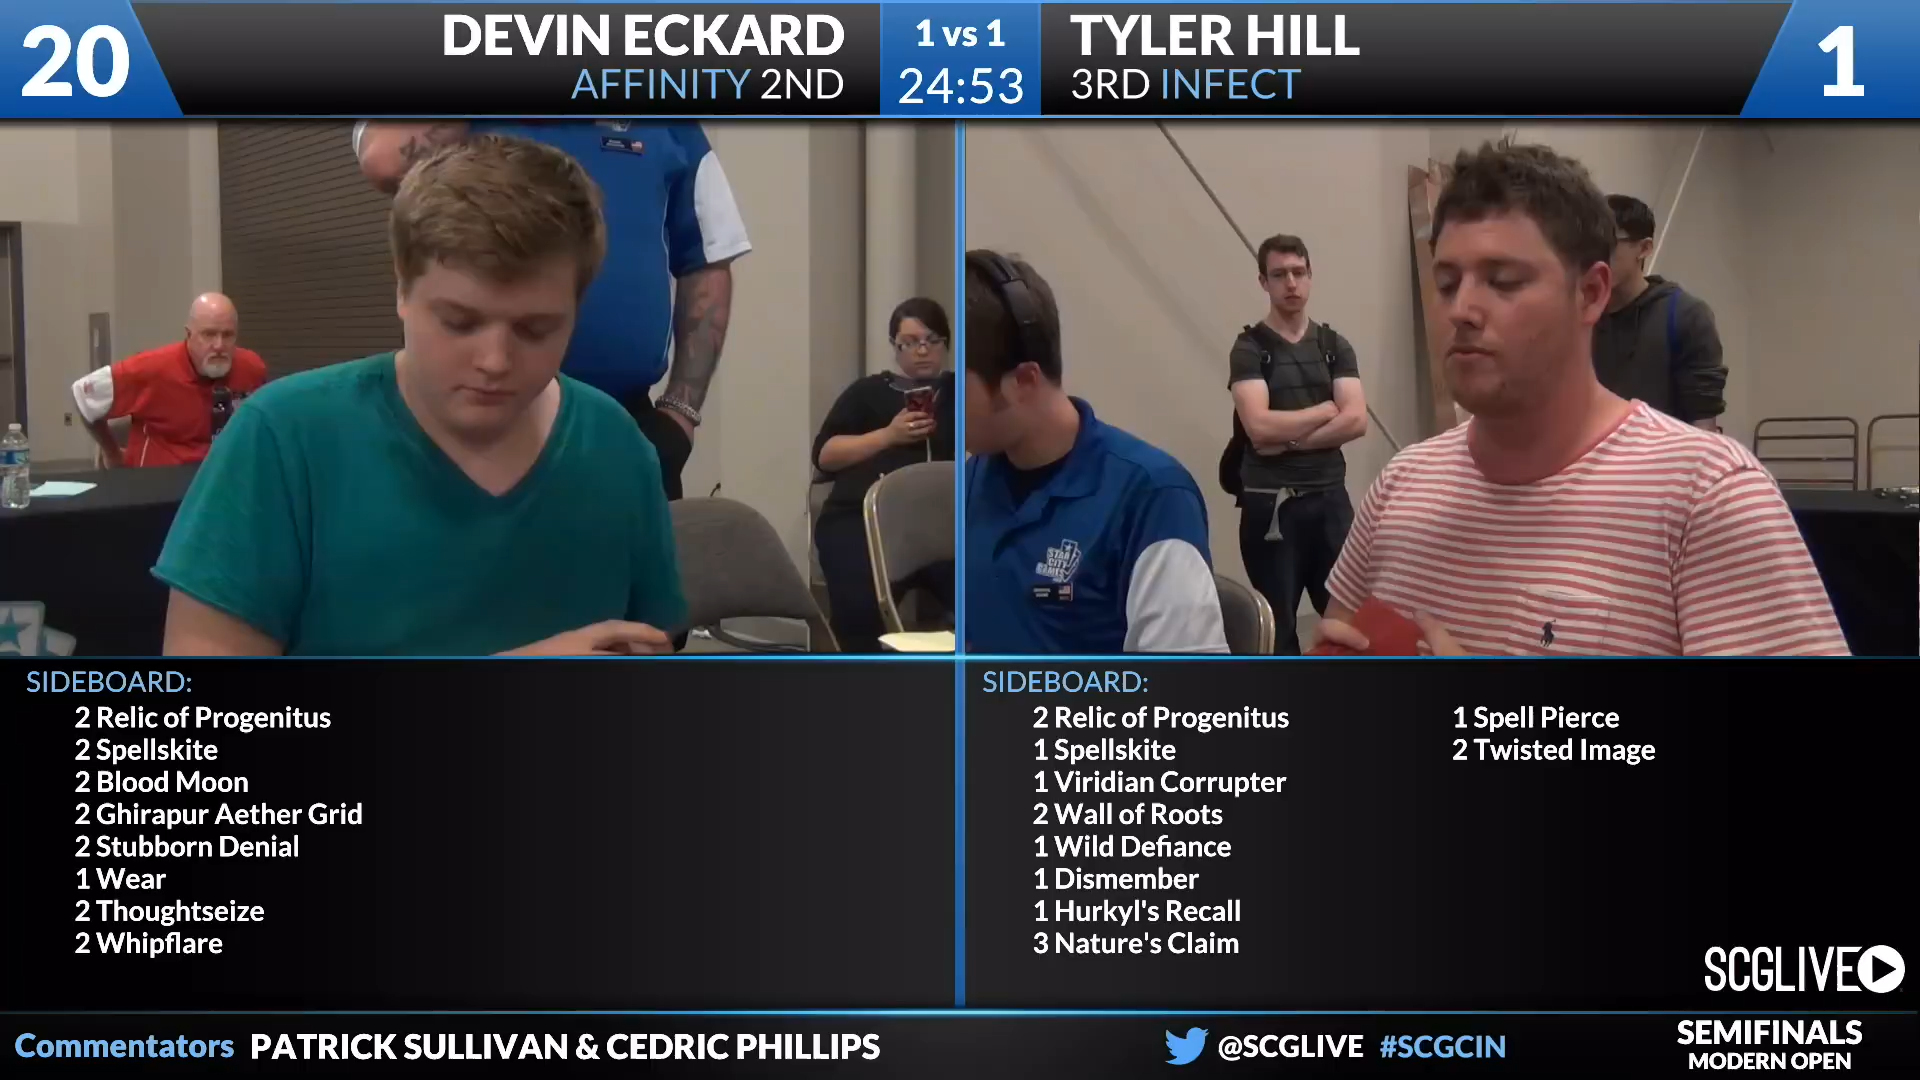 20
DEVIN ECKARD
AFFINITY 2ND
1 vs 1
24:53
TYLER HILL
3RD INFECT
1
STAR
CITY
GAMES
SIDEBOARD:
2 Relic of Progenitus
2 Spellskite
2 Blood Moon
2 Ghirapur Aether Grid
2 Stubborn Denial
1 Wear
2 Thoughtseize
2 Whipflare
SIDEBOARD:
2 Relic of Progenitus
1 Spellskite
1 Viridian Corrupter
2 Wall of Roots
1 Wild Defiance
1 Dismember
1 Hurkyl's Recall
3 Nature's Claim
1 Spell Pierce
2 Twisted Image
SCGLIVE
Commentators PATRICK SULLIVAN & CEDRIC PHILLIPS
@SCGLIVE #SCGCIN
SEMIFINALS
MODERN OPEN